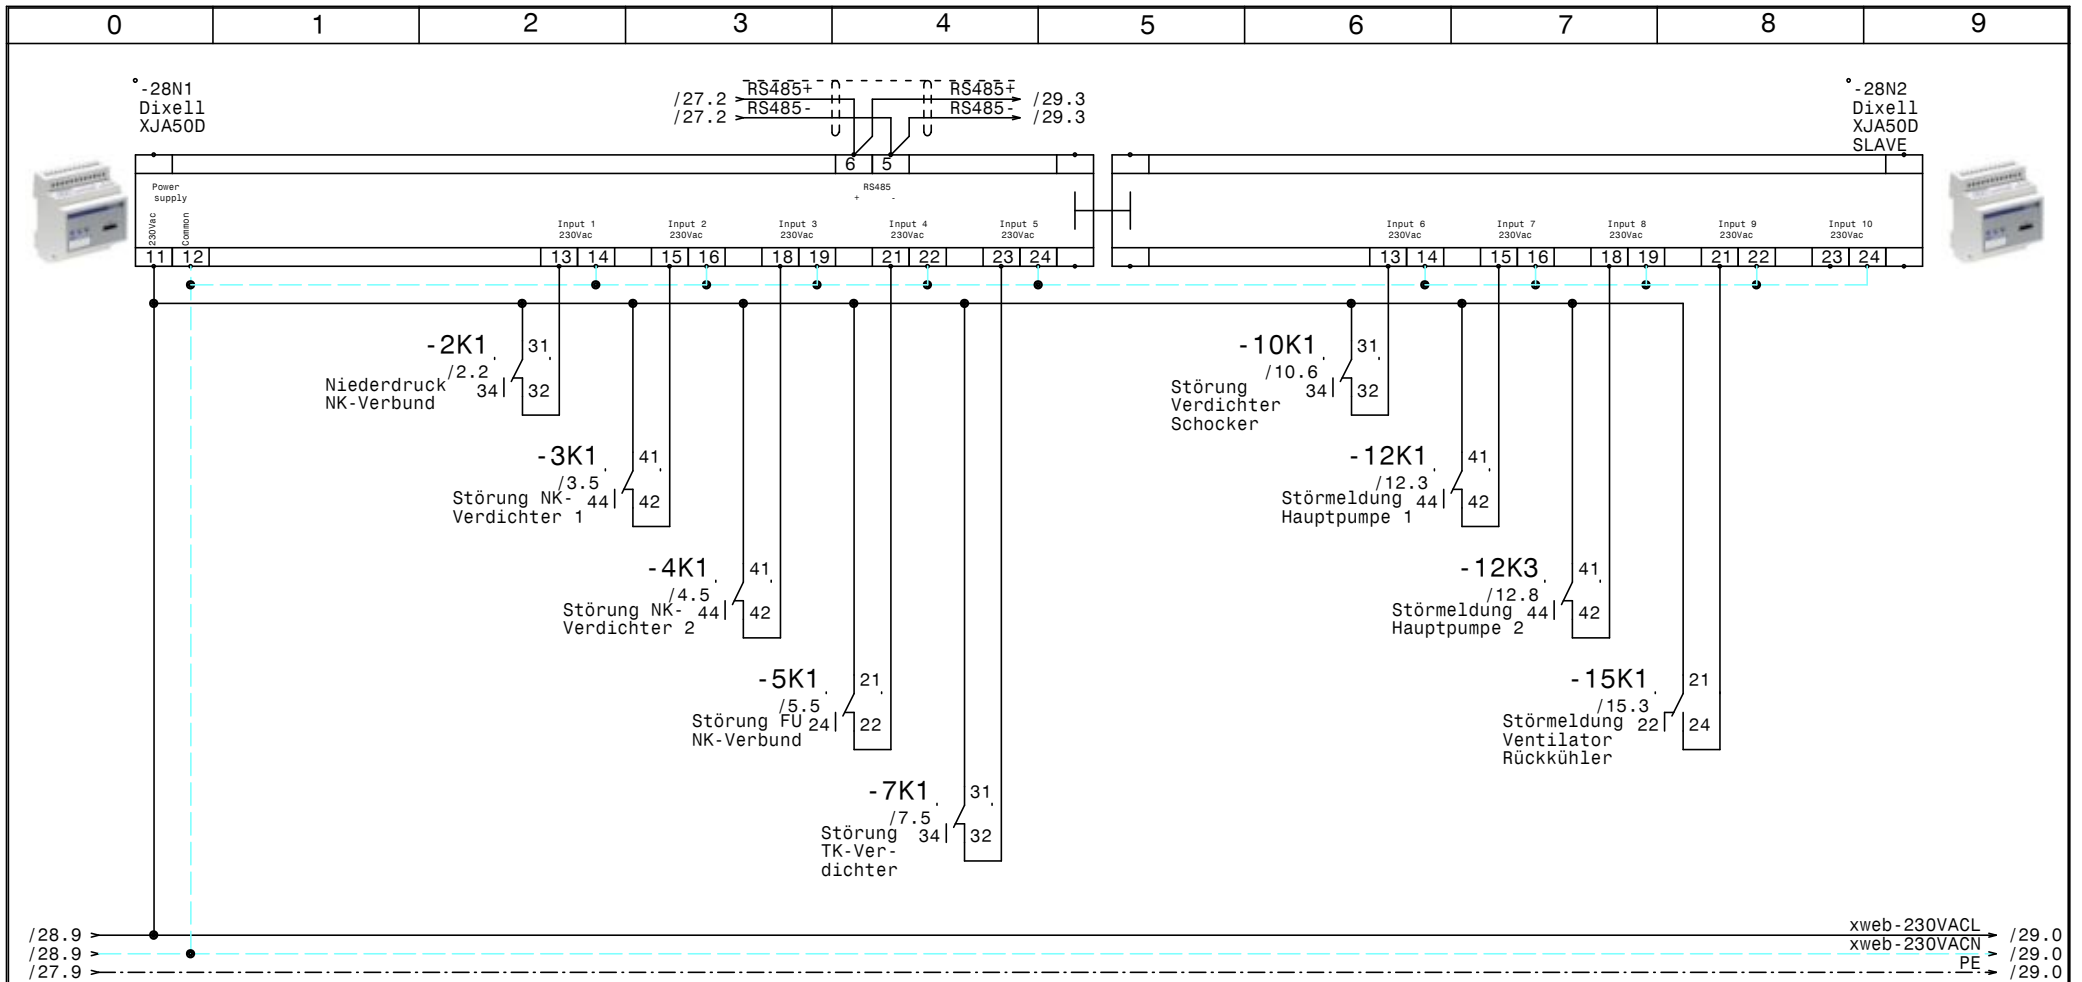 0 1 2 3 4 5 6 7 8 9
-28N1
Dixell
XJA50D
/27.2 RS485+ RS485+ /29.3
/27.2 RS485- RS485- /29.3
-28N2
Dixell
XJA50D
SLAVE
6 5
Power
supply
RS485
+ -
230Vac Common
Input 1 Input 2 Input 3 Input 4 Input 5
230Vac 230Vac 230Vac 230Vac 230Vac
Input 6 Input 7 Input 8 Input 9 Input 10
230Vac 230Vac 230Vac 230Vac 230Vac
11 12 13 14 15 16 18 19 21 22 23 24
13 14 15 16 18 19 21 22 23 24
-2K1 31
/2.2
34 32
Niederdruck
NK-Verbund
-3K1 41
/3.5
44 42
Störung NK-
Verdichter 1
-4K1 41
/4.5
44 42
Störung NK-
Verdichter 2
-5K1 21
/5.5
24 22
Störung FU
NK-Verbund
-7K1 31
/7.5
34 32
Störung
TK-Ver-
dichter
-10K1 31
/10.6
34 32
Störung
Verdichter
Schocker
-12K1 41
/12.3
44 42
Störmeldung
Hauptpumpe 1
-12K3 41
/12.8
44 42
Störmeldung
Hauptpumpe 2
-15K1 21
/15.3
22 24
Störmeldung
Ventilator
Rückkühler
/28.9 xweb-230VACL /29.0
/28.9 xweb-230VACN /29.0
/27.9 PE /29.0